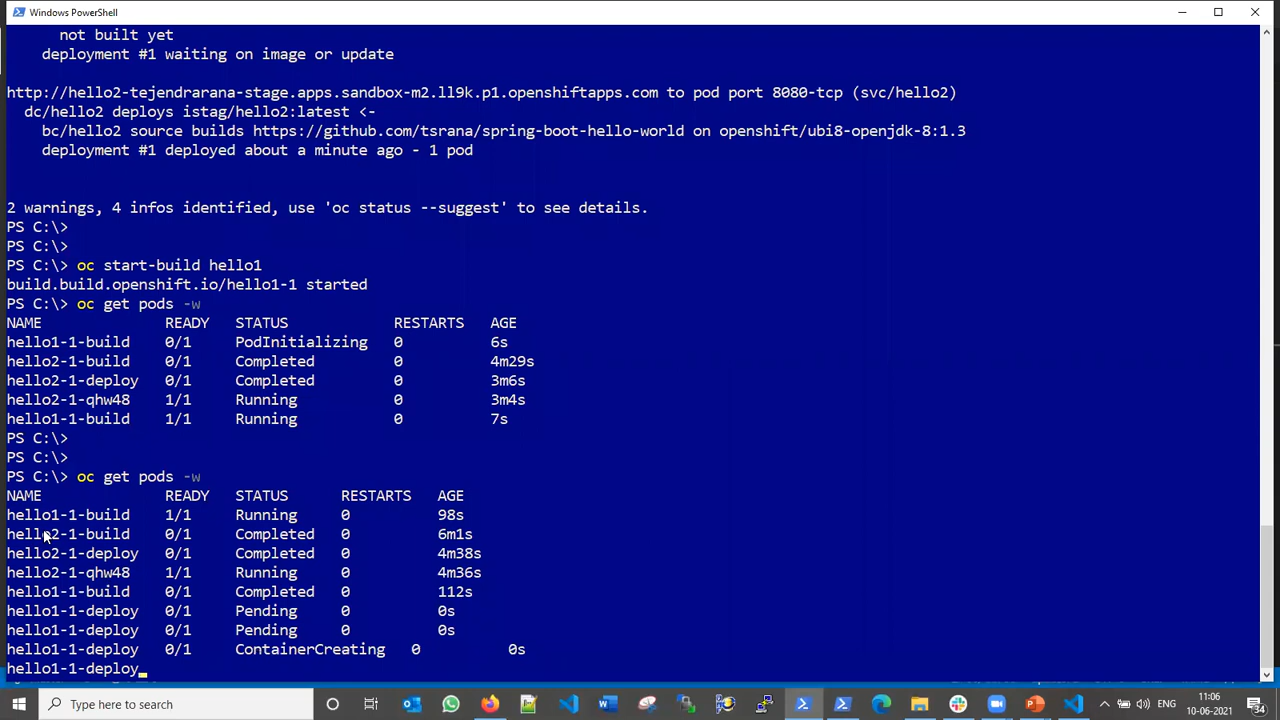 Windows PowerShell
not built yet
deployment #1 waiting on image or update
http://hello2-tejendrarana-stage.apps.sandbox-m2.ll9k.p1.openshiftapps.com to pod port 8080-tcp (svc/hello2)
dc/hello2 deploys istag/hello2:latest <-
bc/hello2 source builds https://github.com/tsrana/spring-boot-hello-world on openshift/ubi8-openjdk-8:1.3
deployment #1 deployed about a minute ago - 1 pod
2 warnings, 4 infos identified, use 'oc status --suggest' to see details.
PS C:\>
PS C:\>
PS C:\> oc start-build hello1
build.build.openshift.io/hello1-1 started
PS C:\> oc get pods -w
NAME READY STATUS RESTARTS AGE
hello1-1-build 0/1 PodInitializing 0 6s
hello2-1-build 0/1 Completed 0 4m29s
hello2-1-deploy 0/1 Completed 0 3m6s
hello2-1-qhw48 1/1 Running 0 3m4s
hello1-1-build 1/1 Running 0 7s
PS C:\>
PS C:\>
PS C:\> oc get pods -w
NAME READY STATUS RESTARTS AGE
hello1-1-build 1/1 Running 0 98s
hello2-1-build 0/1 Completed 0 6m1s
hello2-1-deploy 0/1 Completed 0 4m38s
hello2-1-qhw48 1/1 Running 0 4m36s
hello1-1-build 0/1 Completed 0 112s
hello1-1-deploy 0/1 Pending 0 0s
hello1-1-deploy 0/1 Pending 0 0s
hello1-1-deploy 0/1 ContainerCreating 0 0s
hello1-1-deploy
Type here to search
11:06
10-06-2021
34